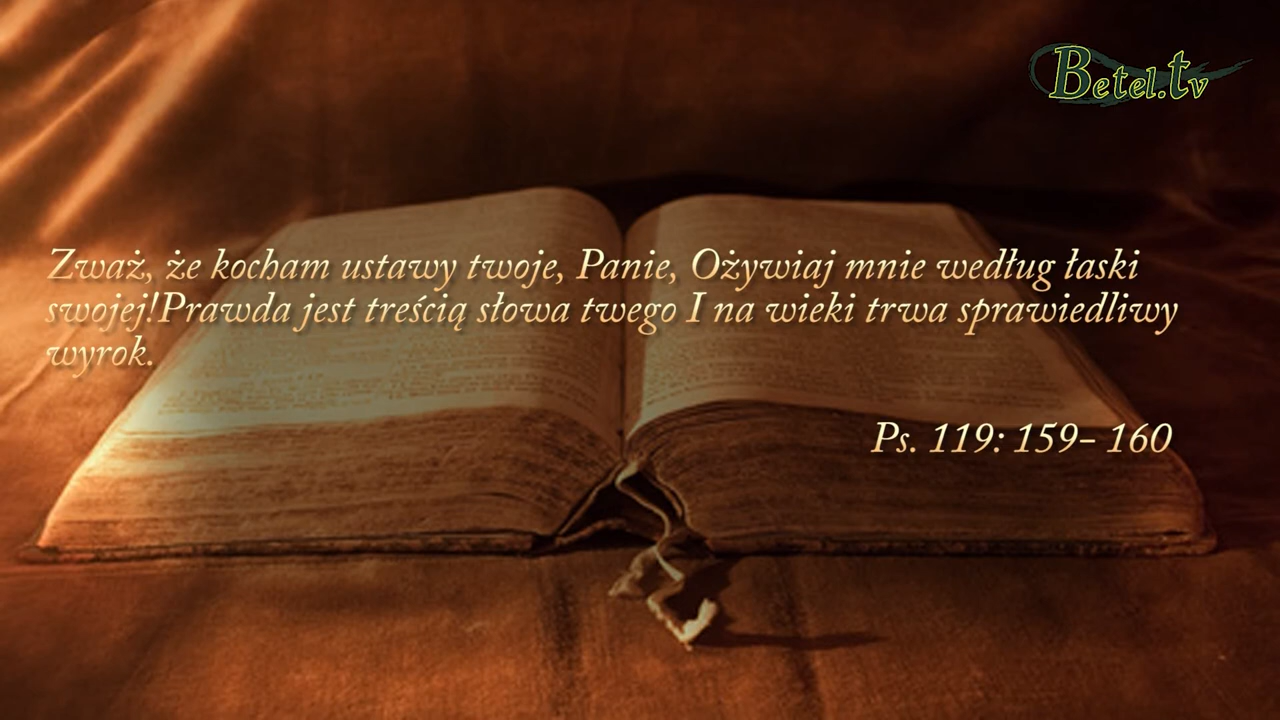 Betel.tv
Zważ, że kocham ustawy twoje, Panie, Ożywiaj mnie według łaski
swojej!Prawda jest treścią słowa twego I na wieki trwa sprawiedliwy
wyrok.
Ps. 119: 159- 160